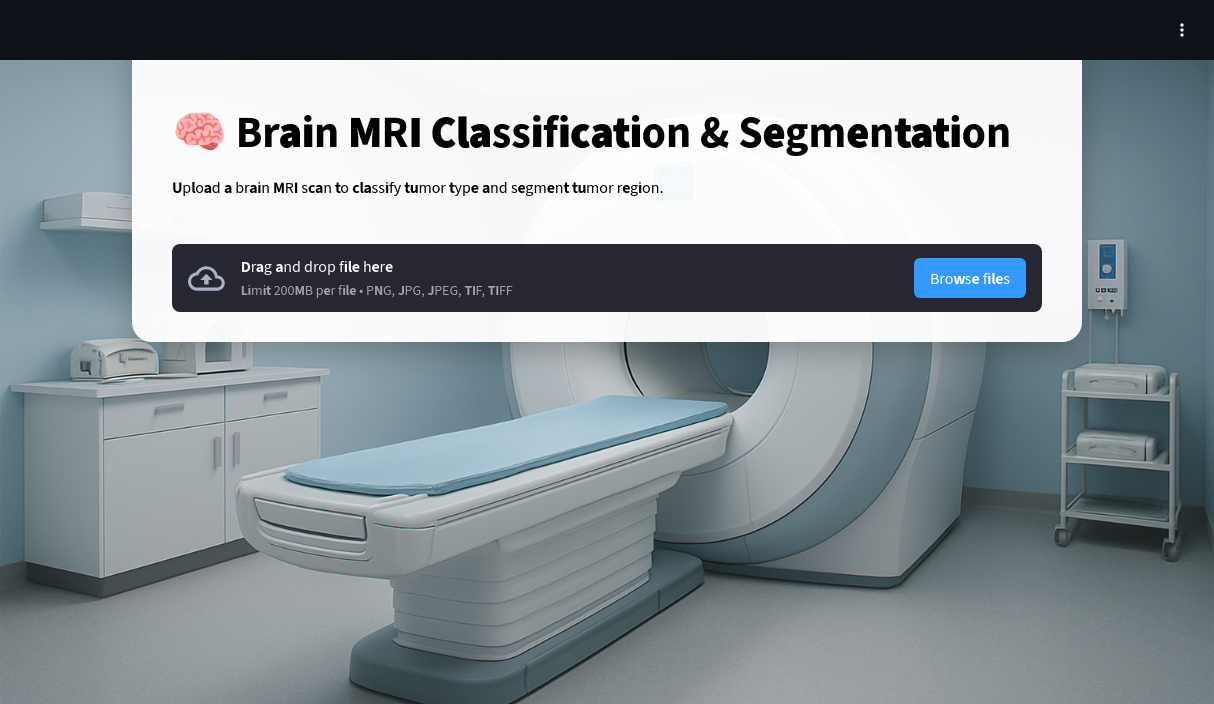 🧠 Brain MRI Classification & Segmentation
Upload a brain MRI scan to classify tumor type and segment tumor region.
Drag and drop file here
Limit 200MB per file • PNG, JPG, JPEG, TIF, TIFF
Browse files